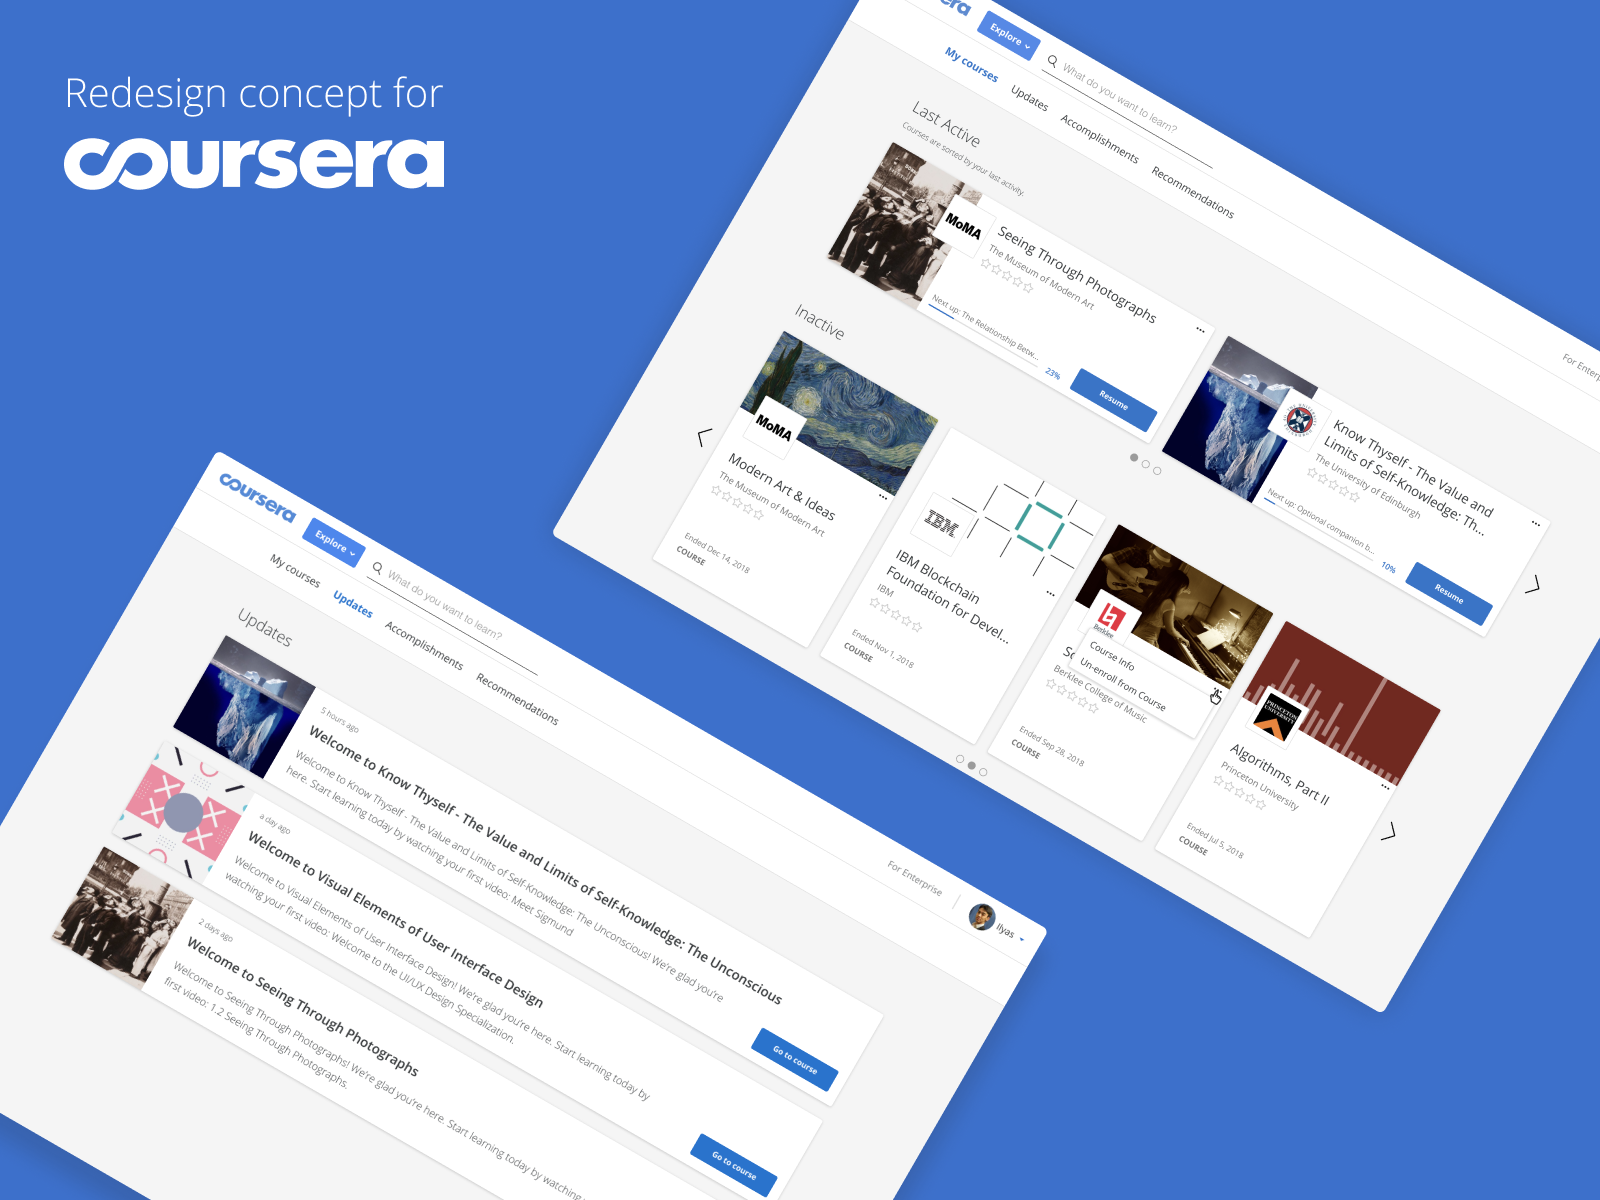 Redesign concept for
coursera
era
Explore
What do you want to learn?
My courses
Updates
Accomplishments
Recommendations
For Enterpr
Last Active
Courses are sorted by your last activity.
MoMA
Seeing Through Photographs
The Museum of Modern Art
Next up: The Relationship Betw...
23%
Resume
Know Thyself - The Value and
Limits of Self-Knowledge: Th...
The University of Edinburgh
Next up: Optional companion b...
10%
Resume
Inactive
MoMA
Modern Art & Ideas
The Museum of Modern Art
Ended Dec 14, 2018
COURSE
IBM
IBM Blockchain
Foundation for Devel...
IBM
Ended Nov 1, 2018
COURSE
Berklee
Course Info
Un-enroll from Course
Berklee College of Music
Ended Sep 28, 2018
COURSE
PRINCETON
UNIVERSITY
Algorithms, Part II
Princeton University
Ended Jul 5, 2018
COURSE
coursera
Explore
What do you want to learn?
For Enterprise
Ilyas
My courses
Updates
Accomplishments
Recommendations
Updates
5 hours ago
Welcome to Know Thyself - The Value and Limits of Self-Knowledge: The Unconscious
Welcome to Know Thyself - The Value and Limits of Self-Knowledge: The Unconscious! We're glad you're
here. Start learning today by watching your first video: Meet Sigmund
Go to course
a day ago
Welcome to Visual Elements of User Interface Design
Welcome to Visual Elements of User Interface Design! We're glad you're here. Start learning today by
watching your first video: Welcome to the UI/UX Design Specialization.
Go to course
2 days ago
Welcome to Seeing Through Photographs
Welcome to Seeing Through Photographs! We're glad you're here. Start learning today by watching
first video: 1.2 Seeing Through Photographs.